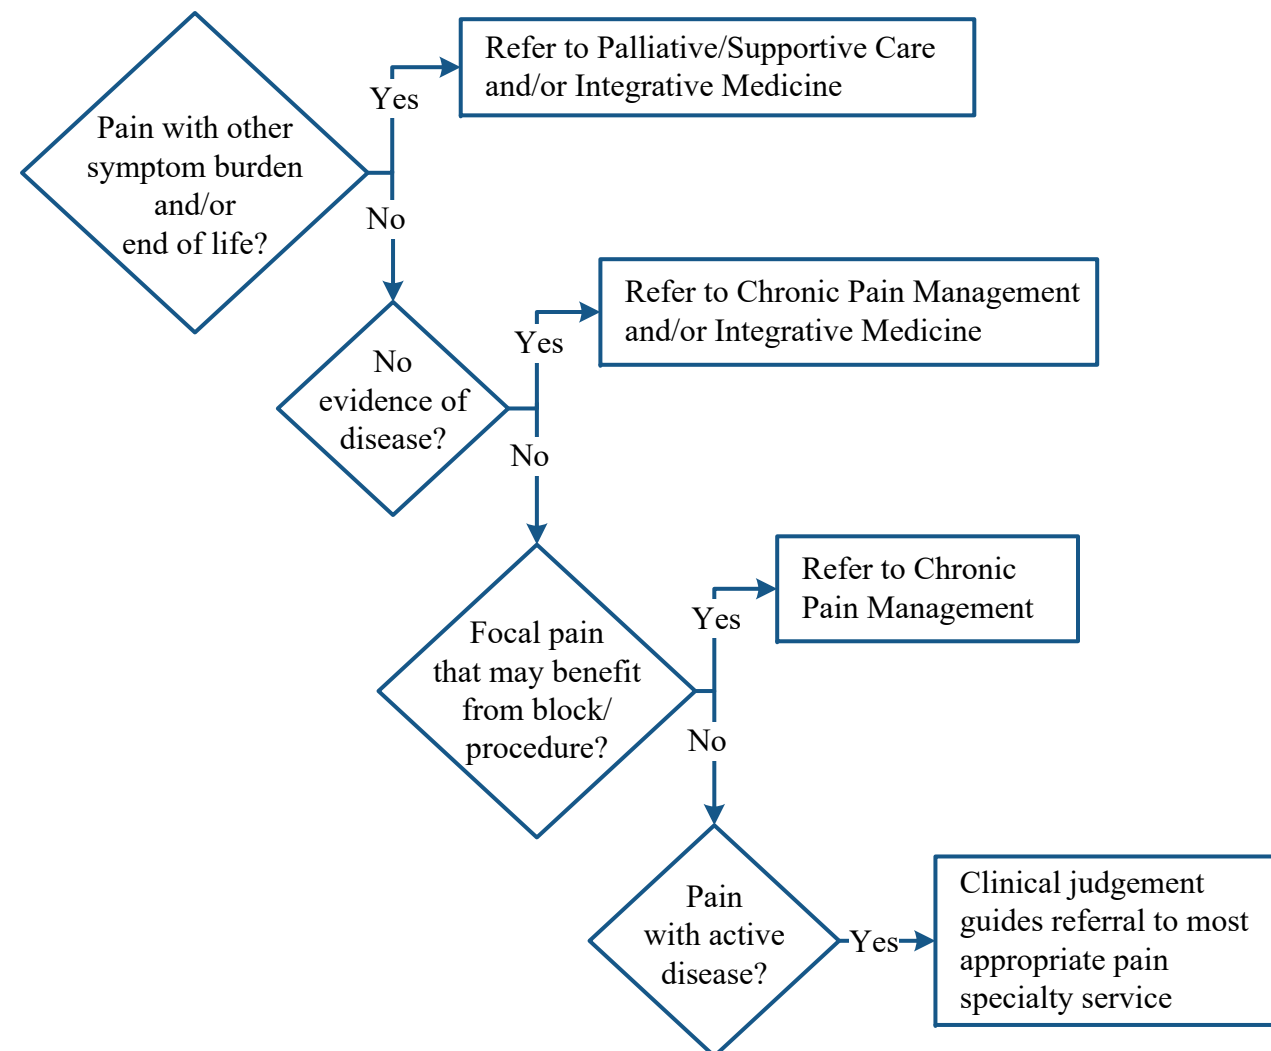 Refer to Palliative/Supportive Care
and/or Integrative Medicine
Yes
Pain with other
symptom burden
and/or
end of life?
No
Refer to Chronic Pain Management
and/or Integrative Medicine
Yes
No
evidence of
disease?
No
Refer to Chronic
Pain Management
Yes
Focal pain
that may benefit
from block/
procedure?
No
Pain
with active
disease?
Yes
Clinical judgement
guides referral to most
appropriate pain
specialty service